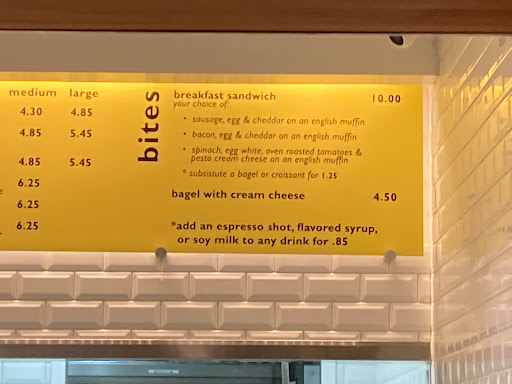 medium large
4.30 4.85
4.85 5.45
4.85 5.45
6.25
6.25
6.25
bites
breakfast sandwich 10.00
your choice of:
• sausage, egg & cheddar on an english muffin
• bacon, egg & cheddar on an english muffin
• spinach, egg white, oven roasted tomatoes &
pesto cream cheese on an english muffin
* subsistute a bagel or croissant for 1.25
bagel with cream cheese 4.50
*add an espresso shot, flavored syrup,
or soy milk to any drink for .85